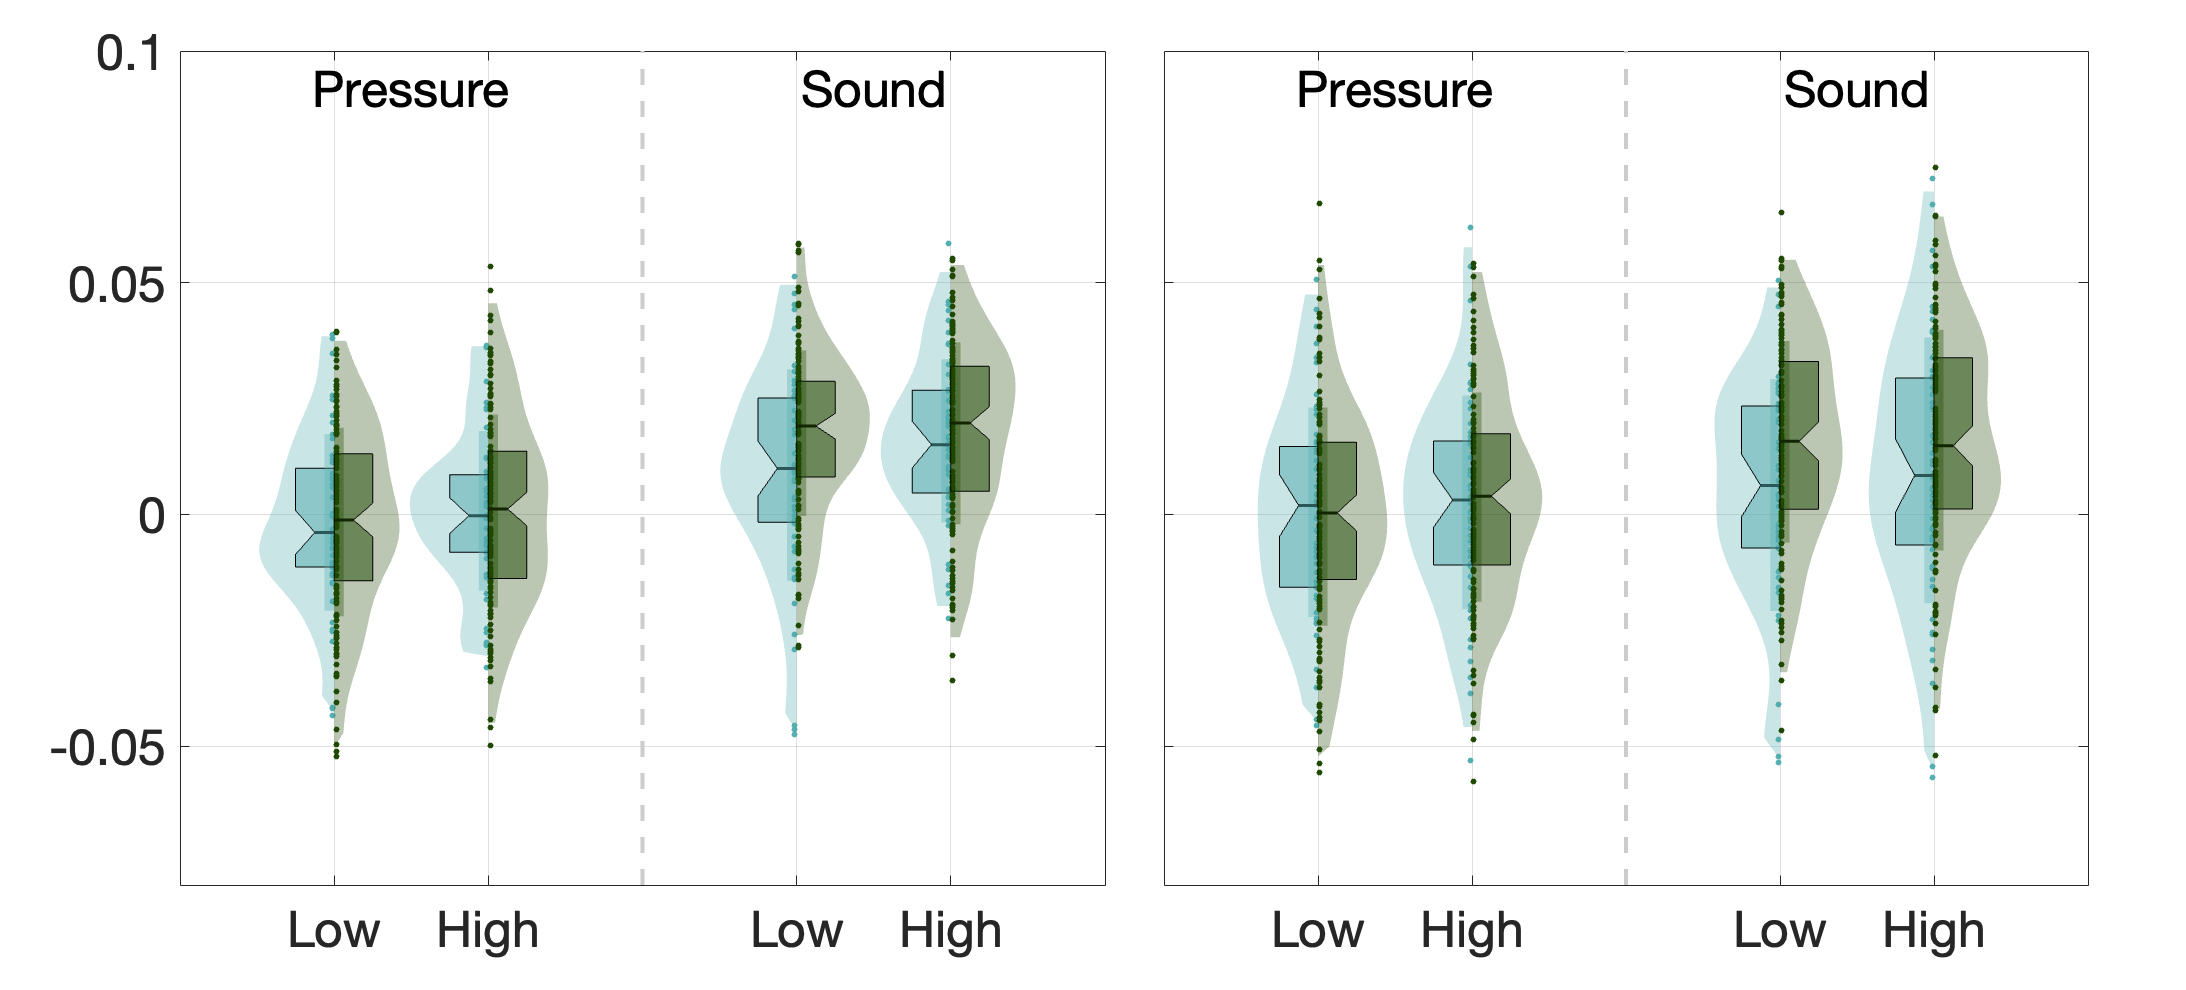 0.1
Pressure Sound Pressure Sound
0.05
0
-0.05
Low High Low High Low High Low High